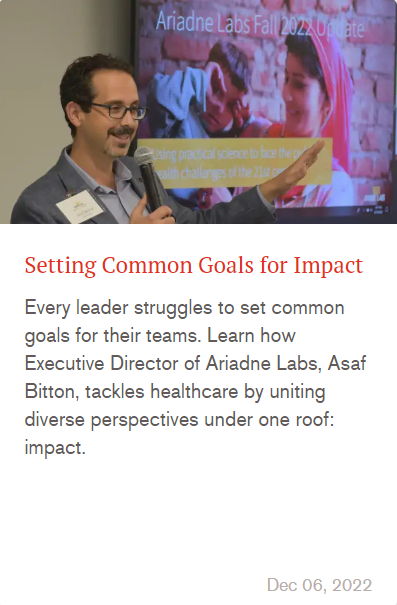 Ariadne Labs Fall 2022 Update
Using practical science to face the
health challenges of the 21st
Setting Common Goals for Impact
Every leader struggles to set common
goals for their teams. Learn how
Executive Director of Ariadne Labs, Asaf
Bitton, tackles healthcare by uniting
diverse perspectives under one roof:
impact.
Dec 06, 2022